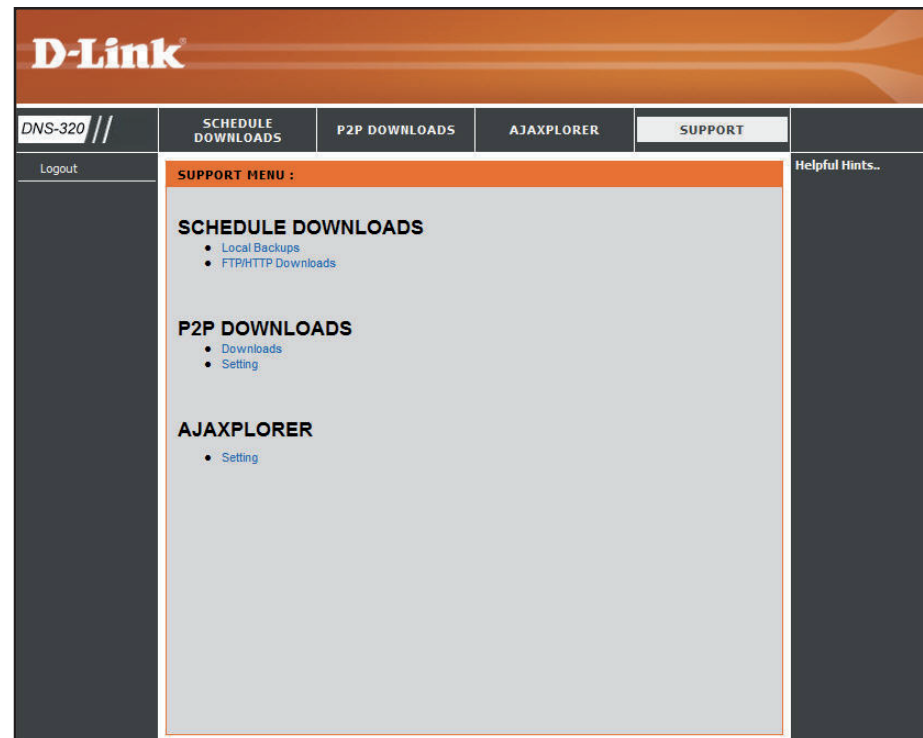 D-Link®
DNS-320
SCHEDULE
DOWNLOADS
P2P DOWNLOADS
AJAXPLORER
SUPPORT
Logout
SUPPORT MENU :
Helpful Hints..
SCHEDULE DOWNLOADS
Local Backups
FTP/HTTP Downloads
P2P DOWNLOADS
Downloads
Setting
AJAXPLORER
Setting